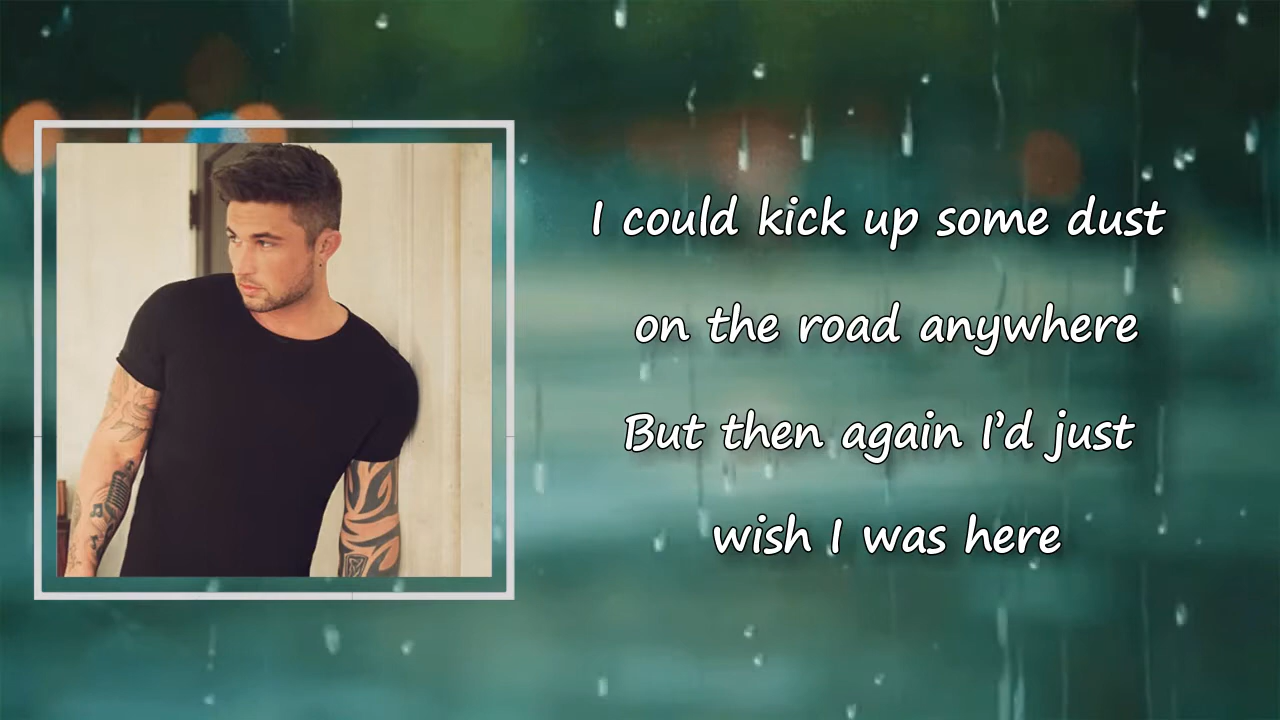 I could kick up some dust
on the road anywhere
But then again I’d just
wish I was here